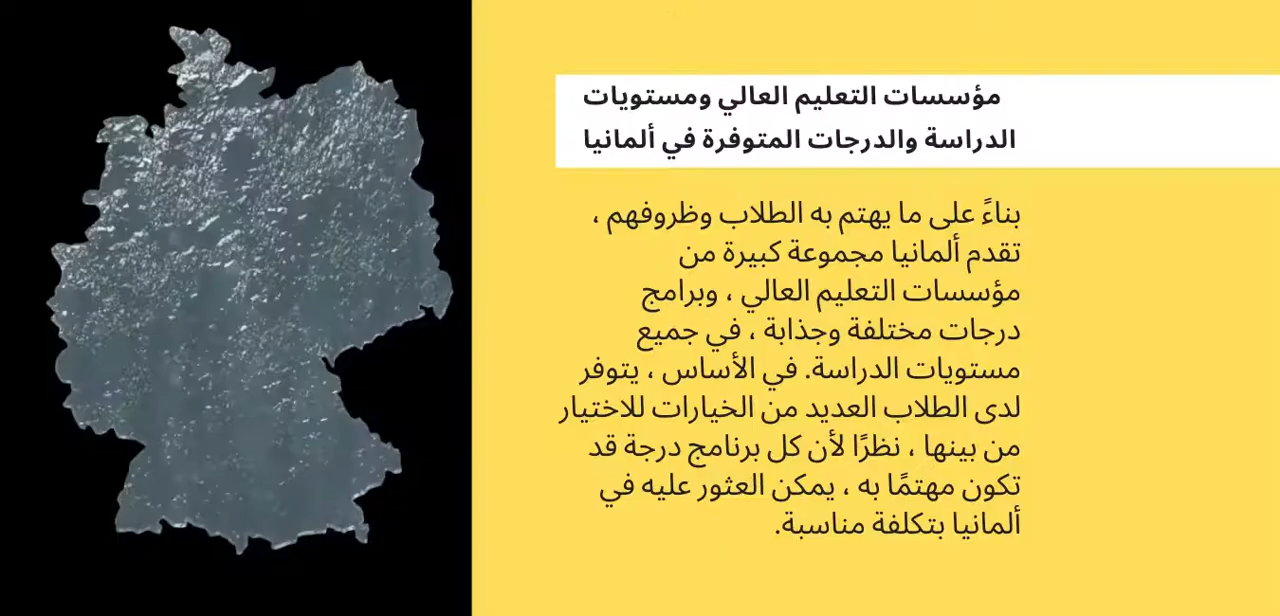 مؤسسات التعليم العالي ومستويات
الدراسة والدرجات المتوفرة في ألمانيا
بناءً على ما يهتم به الطلاب وظروفهم ،
تقدم ألمانيا مجموعة كبيرة من
مؤسسات التعليم العالي ، وبرامج
درجات مختلفة وجذابة ، في جميع
مستويات الدراسة. في الأساس ، يتوفر
لدى الطلاب العديد من الخيارات للاختيار
من بينها ، نظرًا لأن كل برنامج درجة قد
تكون مهتمًا به ، يمكن العثور عليه في
ألمانيا بتكلفة مناسبة.